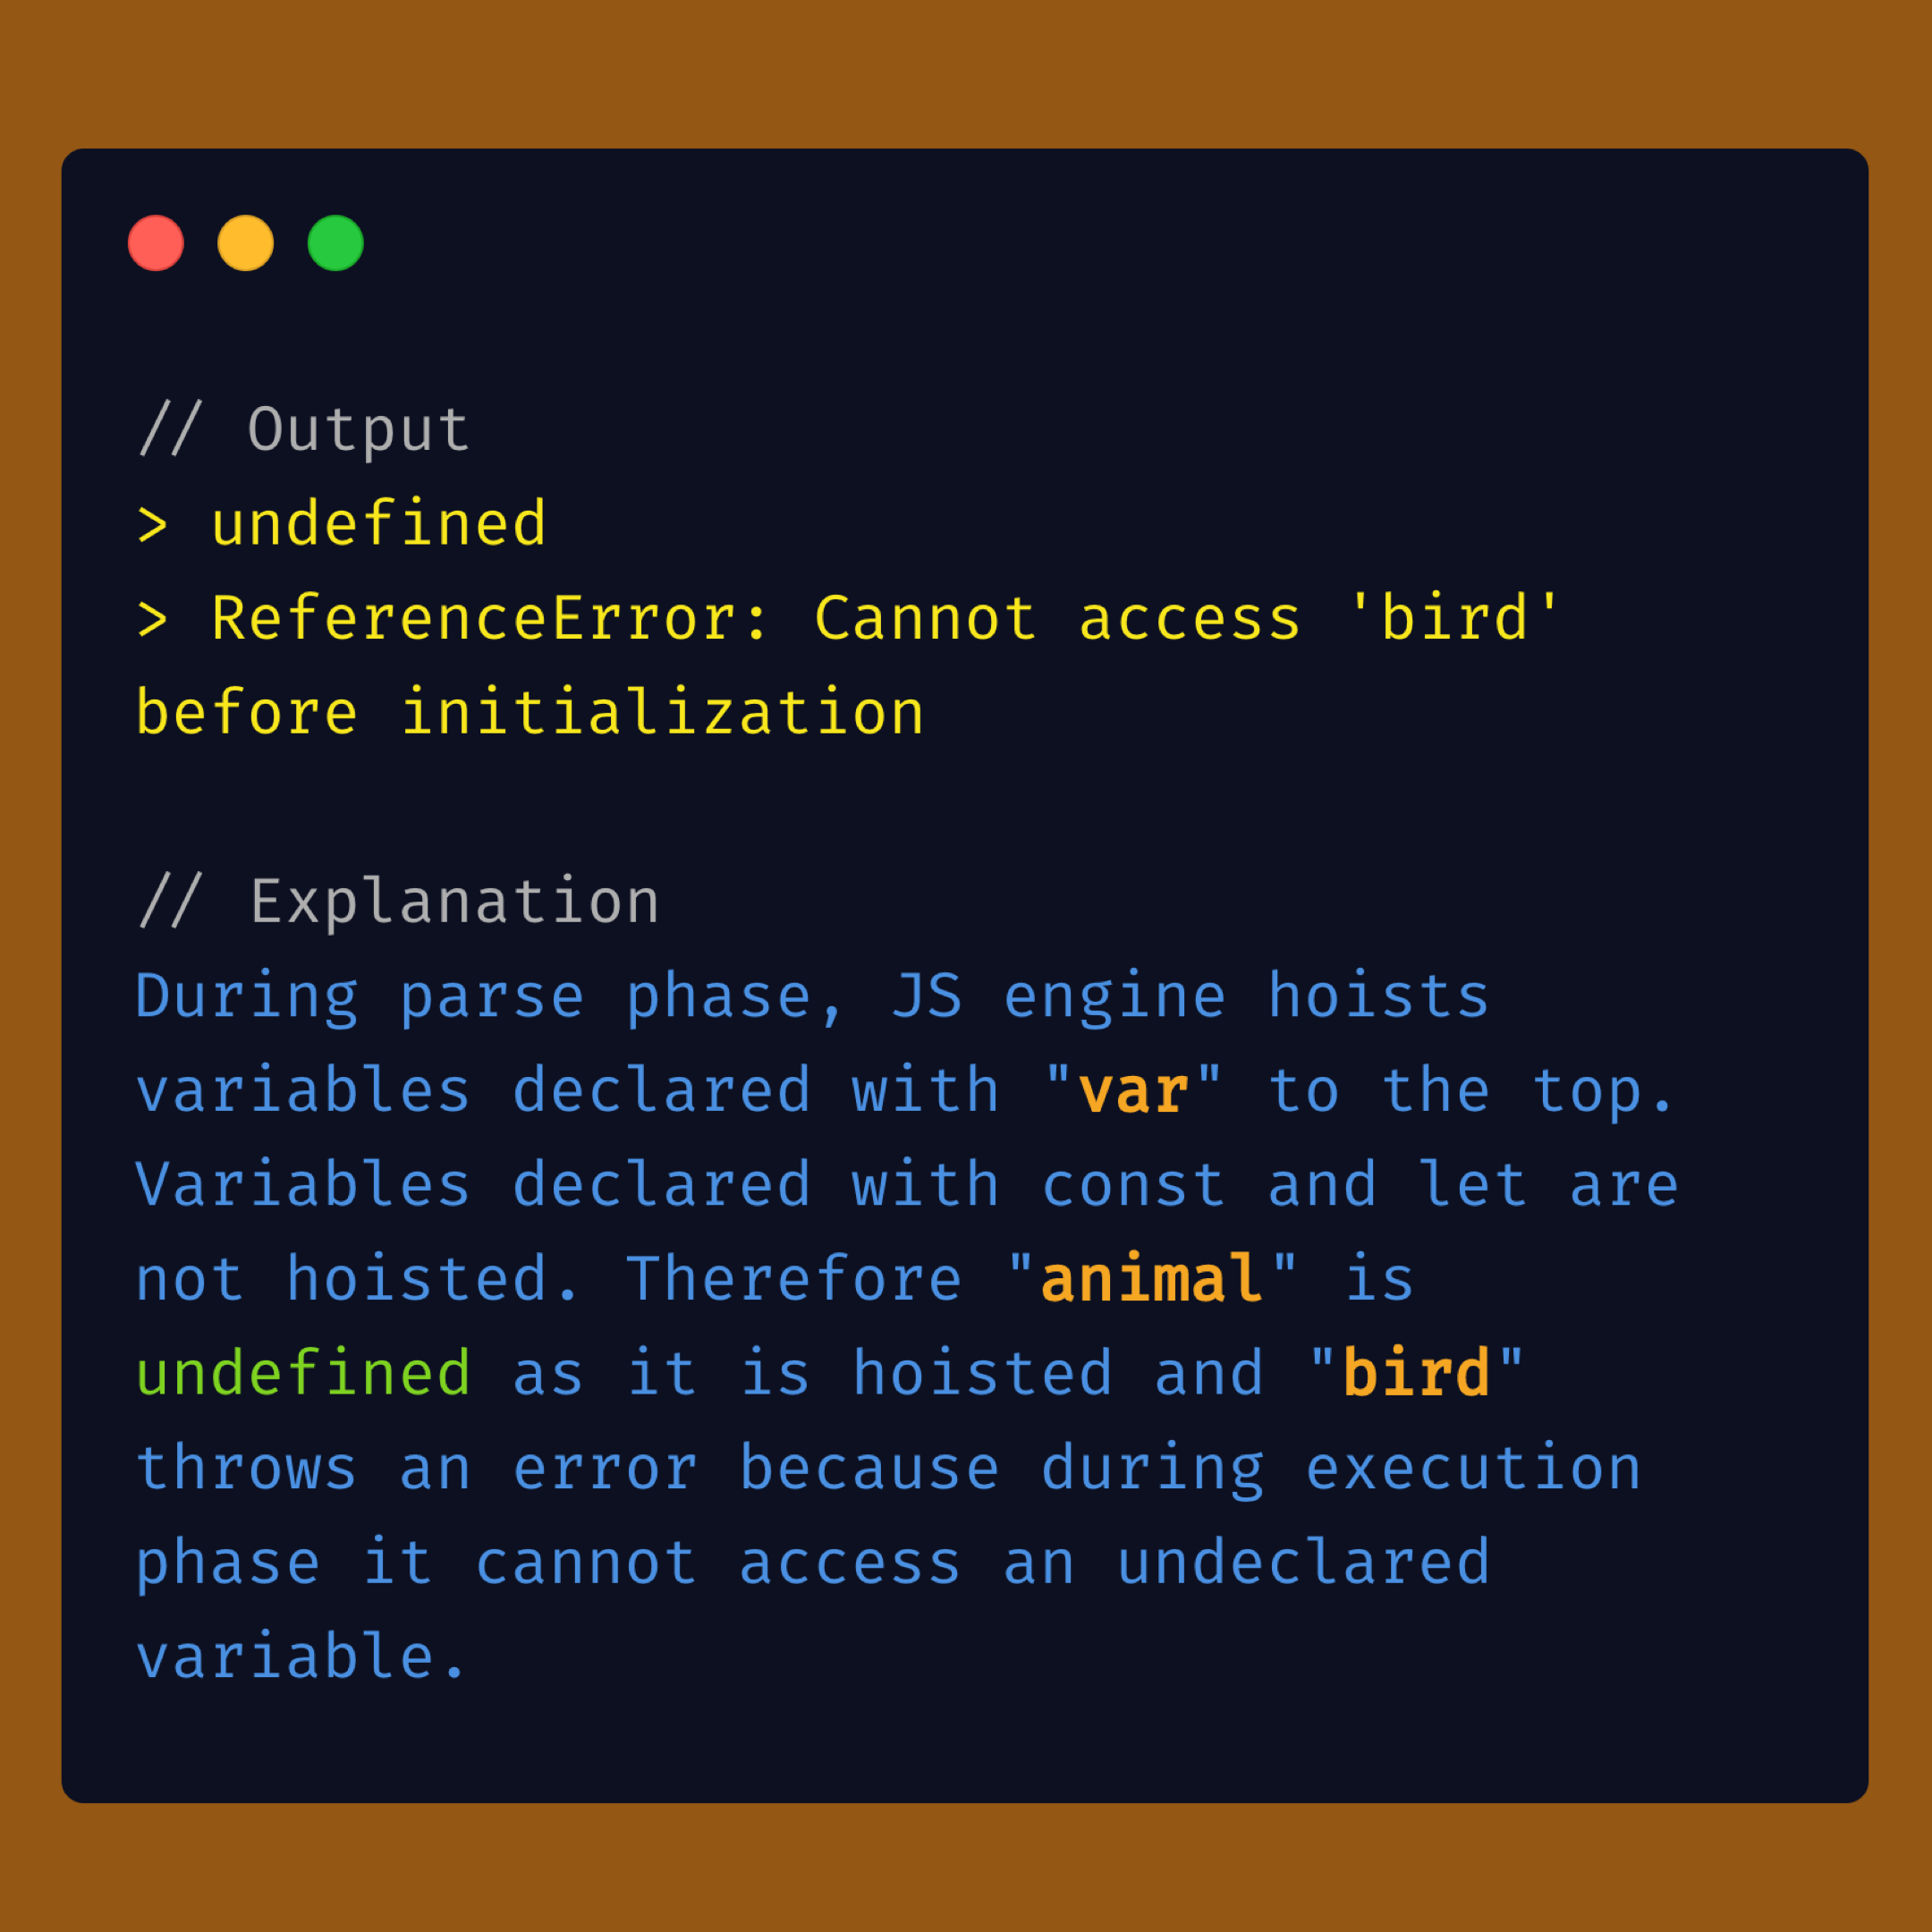 // Output
> undefined
> ReferenceError: Cannot access 'bird'
before initialization
// Explanation
During parse phase, JS engine hoists
variables declared with "var" to the top.
Variables declared with const and let are
not hoisted. Therefore "animal" is
undefined as it is hoisted and "bird"
throws an error because during execution
phase it cannot access an undeclared
variable.